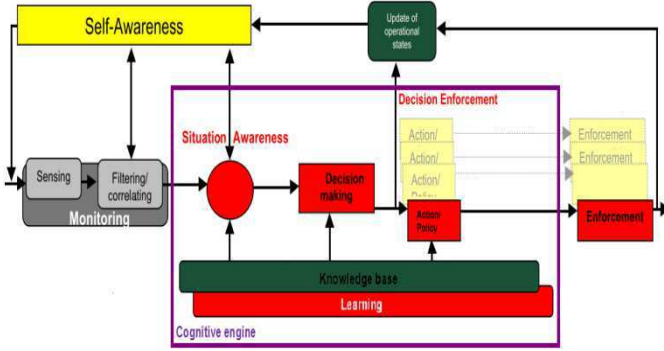 Self-Awareness
Update of
operational
states
Decision Enforcement
Situation Awareness
Action/
Enforcement
Action/
Enforcement
Action/
Sensing
Filtering/
correlating
Monitoring
Decision
making
Action/
Policy
Enforcement
Knowledge base
Learning
Cognitive engine